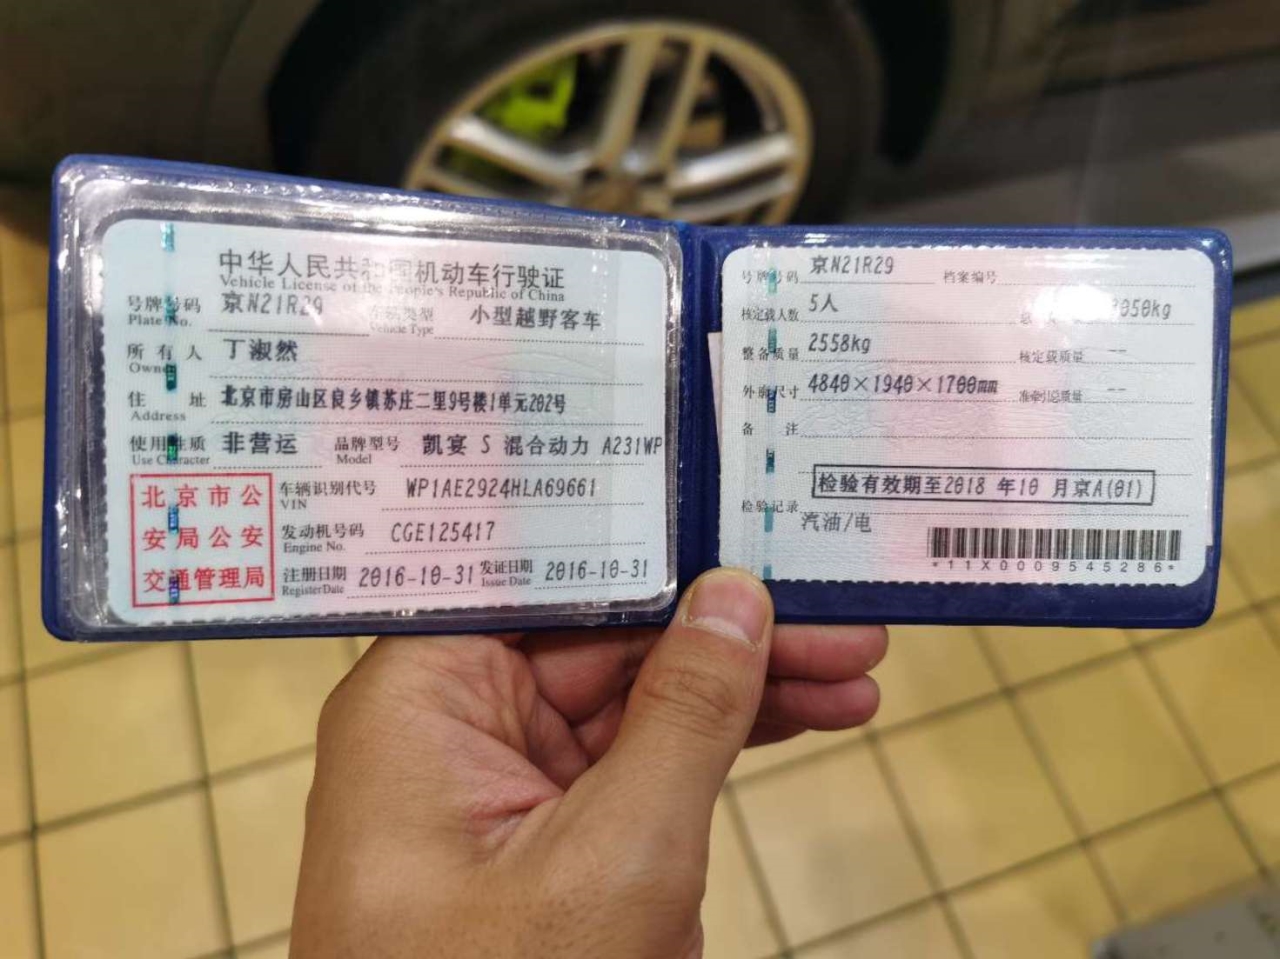 中华人民共和国机动车行驶证
Vehicle License of the People's Republic of China
号牌号码 京N21R29 车辆类型 小型越野客车
Plate No. Vehicle Type
所有人 丁淑然
Owner
住址 北京市房山区良乡镇苏庄二里9号楼1单元202号
Address
使用性质 非营运 品牌型号 凯宴 S 混合动力 A231WP
Use Character Model
北京市公
安局公安
交通管理局
车辆识别代号 WP1AE2924HLA69661
VIN
发动机号码 CGE125417
Engine No.
注册日期 2016-10-31 发证日期 2016-10-31
Register Date Issue Date
号牌号码 京N21R29 档案编号
核定载人数 5人 050kg
整备质量 2558kg 核定载质量 --
外廓尺寸 4840×1940×1700mm 准牵引总质量 --
备注
检验有效期至2018 年10 月京A(01)
检验记录
汽油/电
*11X0009545286*